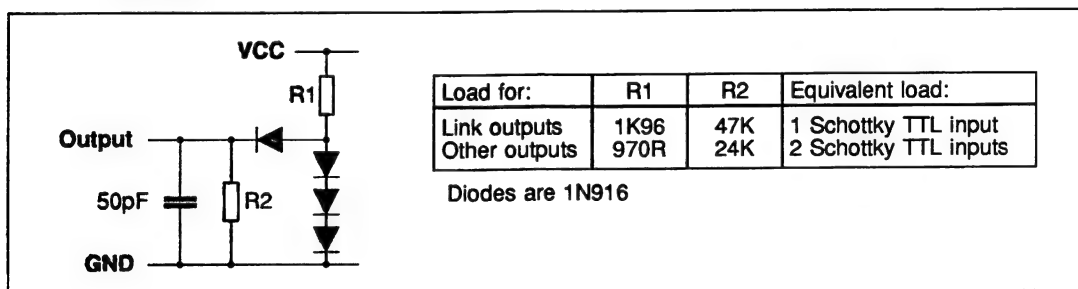 VCC
R1
Output
50pF
R2
GND
Load for: R1 R2 Equivalent load:
Link outputs 1K96 47K 1 Schottky TTL input
Other outputs 970R 24K 2 Schottky TTL inputs
Diodes are 1N916